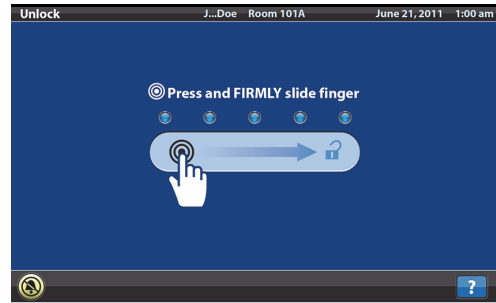 Unlock J...Doe Room 101A June 21, 2011 1:00 am
Press and FIRMLY slide finger
?